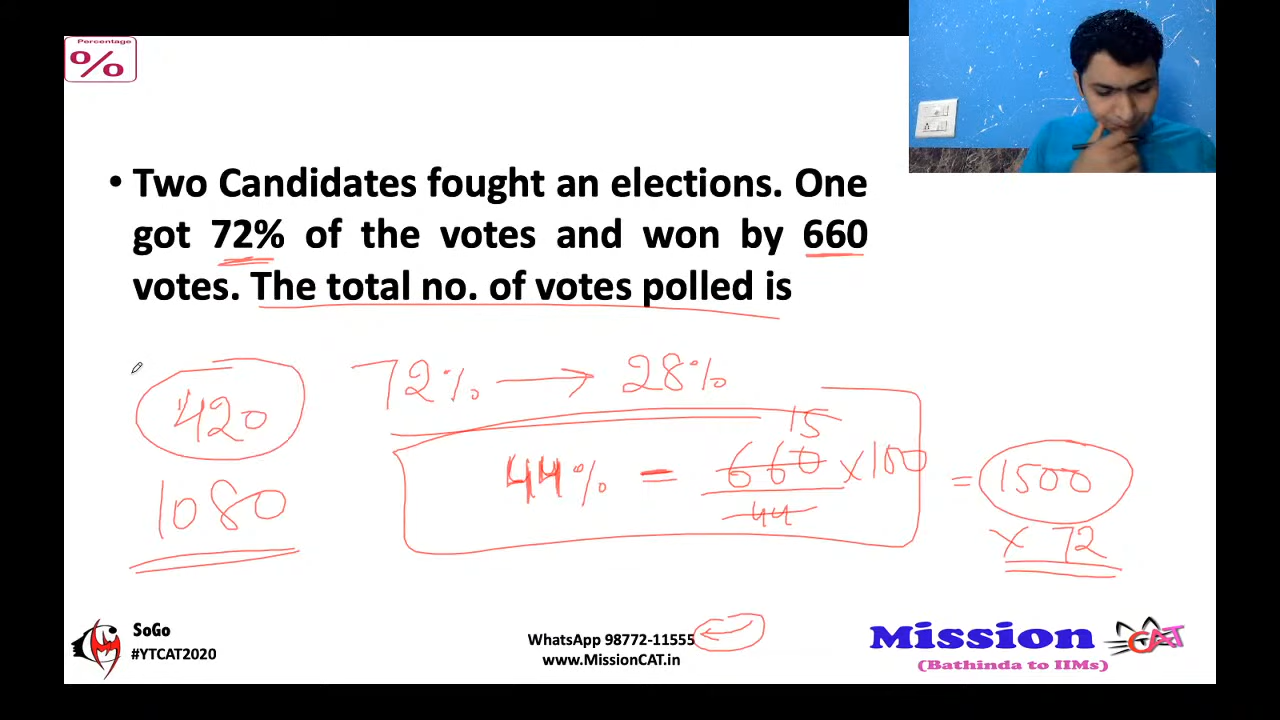 Percentage
%
• Two Candidates fought an elections. One
got 72% of the votes and won by 660
votes. The total no. of votes polled is
72% → 28%
420
15
44% = 660/44 ×100 = 1500
1080
× 72
SoGo
#YTCAT2020
WhatsApp 98772-11555
www.MissionCAT.in
Mission CAT
(Bathinda to IIMs)